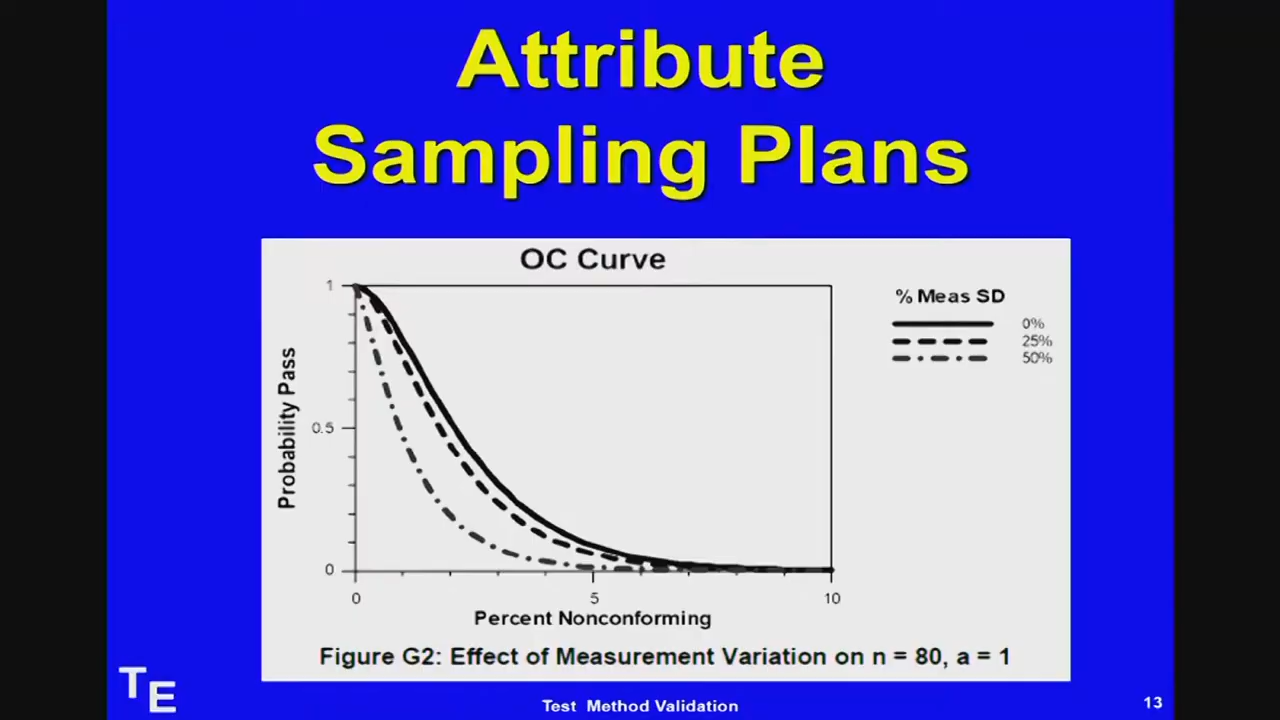 Attribute
Sampling Plans
OC Curve
% Meas SD
0%
25%
50%
Probability Pass
1
0.5
0
0
5
10
Percent Nonconforming
Figure G2: Effect of Measurement Variation on n = 80, a = 1
TE
Test Method Validation
13